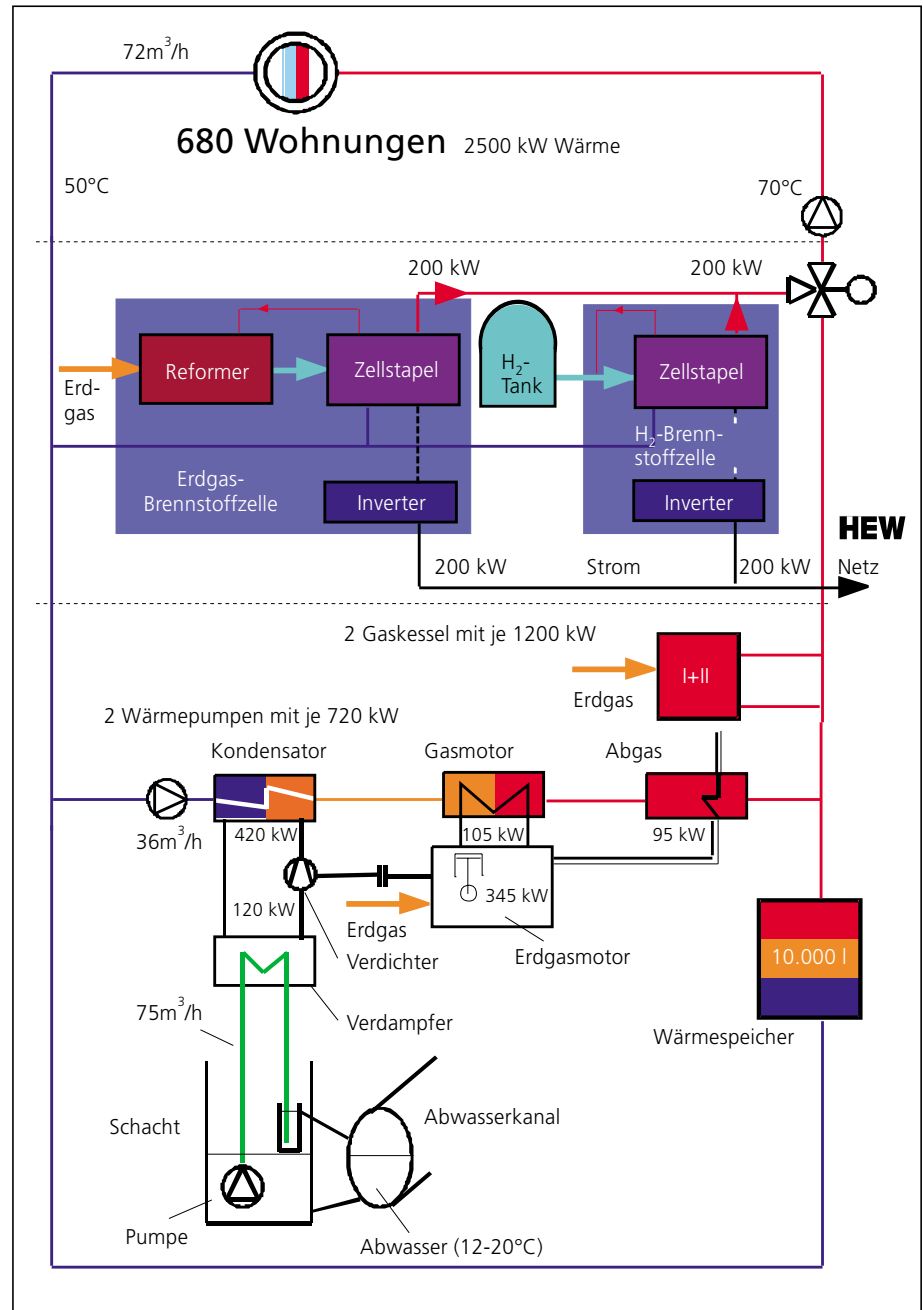 72m³/h
680 Wohnungen 2500 kW Wärme
50°C
70°C
200 kW
200 kW
Reformer
Zellstapel
H₂-
Tank
Zellstapel
Erd-
gas
H₂-Brenn-
stoffzelle
Erdgas-
Brennstoffzelle
Inverter
Inverter
HEW
200 kW
Strom
200 kW
Netz
2 Gaskessel mit je 1200 kW
I+II
Erdgas
2 Wärmepumpen mit je 720 kW
Kondensator
Gasmotor
Abgas
36m³/h
420 kW
105 kW
95 kW
345 kW
120 kW
Erdgas
Verdichter
Erdgasmotor
10.000 l
75m³/h
Verdampfer
Wärmespeicher
Schacht
Abwasserkanal
Pumpe
Abwasser (12-20°C)